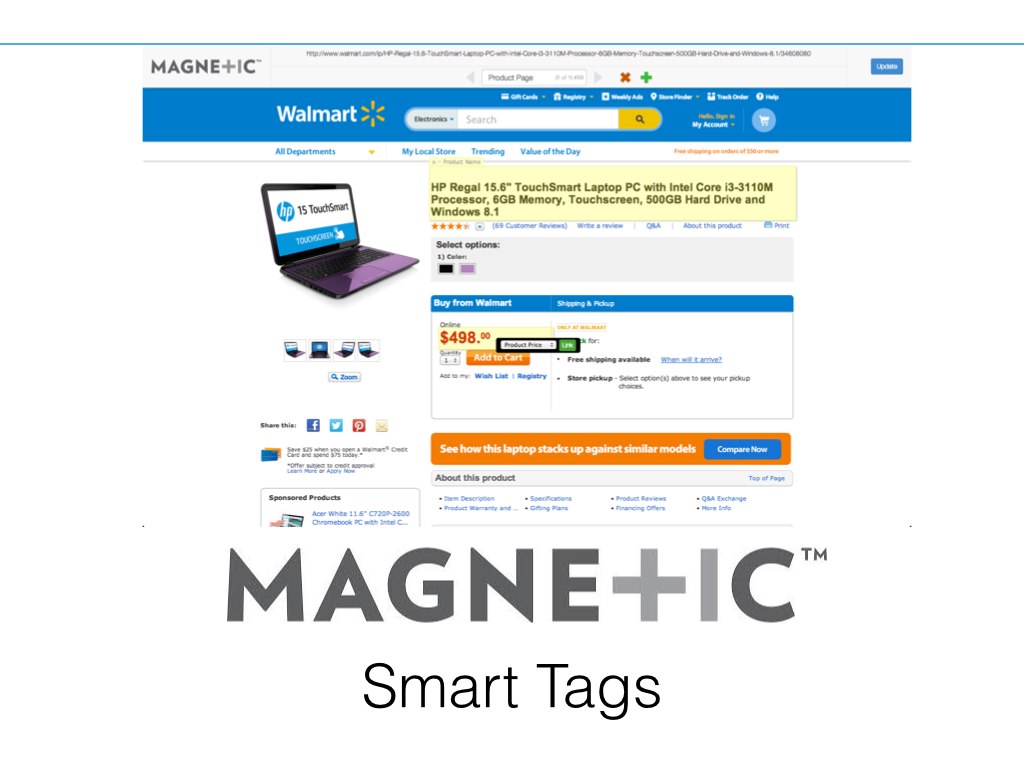 http://www.walmart.com/ip/HP-Regal-15.6-TouchSmart-Laptop-PC-with-Intel-Core-i3-3110M-Processor-6GB-Memory-Touchscreen-500GB-Hard-Drive-and-Windows-8.1/34608080
MAGNETIC™
Product Page
Update
Gift Cards Registry Weekly Ads Store Finder Track Order Help
Walmart
Electronics Search
Hello. Sign In
My Account
All Departments My Local Store Trending Value of the Day Free shipping on orders of $50 or more
Product Name
HP Regal 15.6" TouchSmart Laptop PC with Intel Core i3-3110M
Processor, 6GB Memory, Touchscreen, 500GB Hard Drive and
Windows 8.1
(69 Customer Reviews) Write a review | Q&A | About this product Print
hp 15 TouchSmart
TOUCHSCREEN
Select options:
1) Color:
Buy from Walmart Shipping & Pickup
Online
$498.00
Product Price Link
Quantity
1
Add to Cart
Add to my: Wish List | Registry
ONLY AT WALMART
ck for:
• Free shipping available When will it arrive?
• Store pickup - Select option(s) above to see your pickup
choices.
Zoom
Share this:
Save $25 when you open a Walmart® Credit
Card and spend $75 today.*
*Offer subject to credit approval
Learn More or Apply Now
See how this laptop stacks up against similar models Compare Now
About this product Top of Page
• Item Description • Specifications • Product Reviews • Q&A Exchange
• Product Warranty and ... • Gifting Plans • Financing Offers • More Info
Sponsored Products
Acer White 11.6" C720P-2600
Chromebook PC with Intel C...
MAGNETIC™
Smart Tags